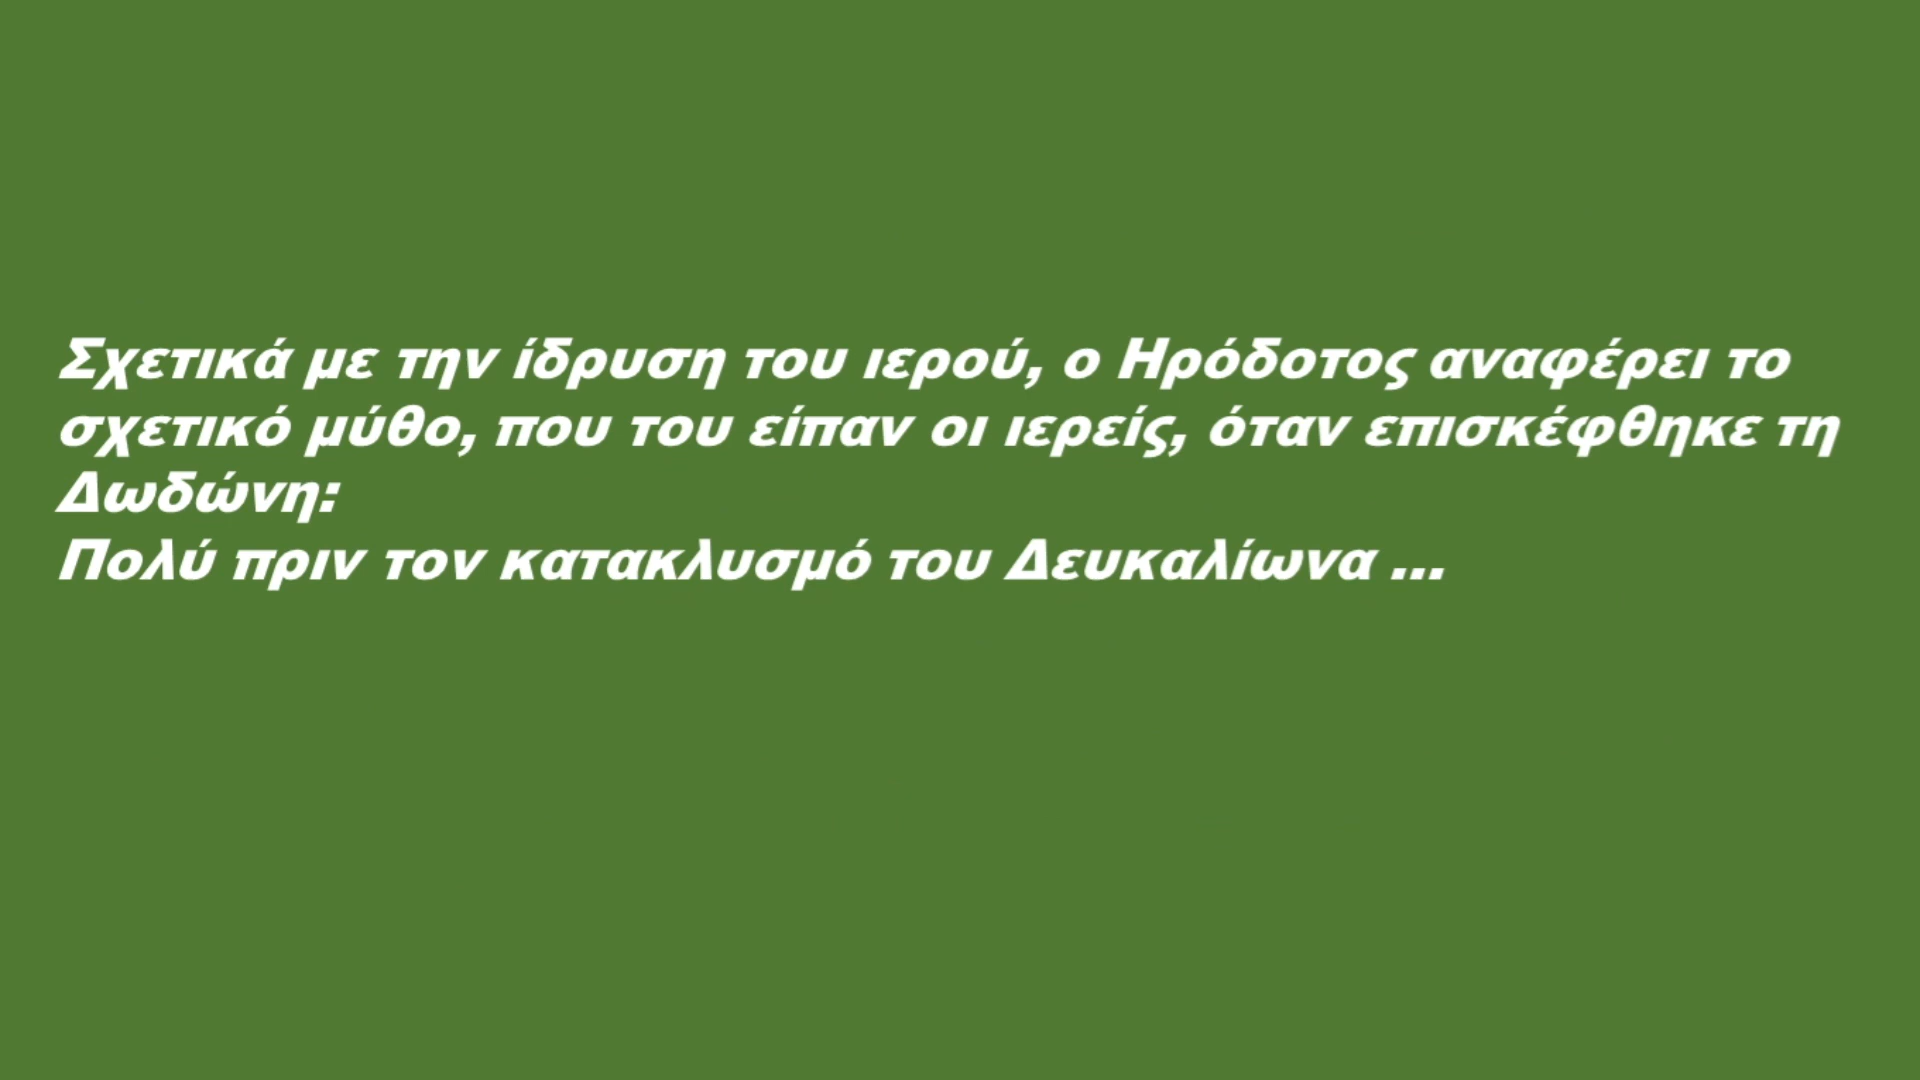 Σχετικά με την ίδρυση του ιερού, ο Ηρόδοτος αναφέρει το
σχετικό μύθο, που του είπαν οι ιερείς, όταν επισκέφθηκε τη
Δωδώνη:
Πολύ πριν τον κατακλυσμό του Δευκαλίωνα ...